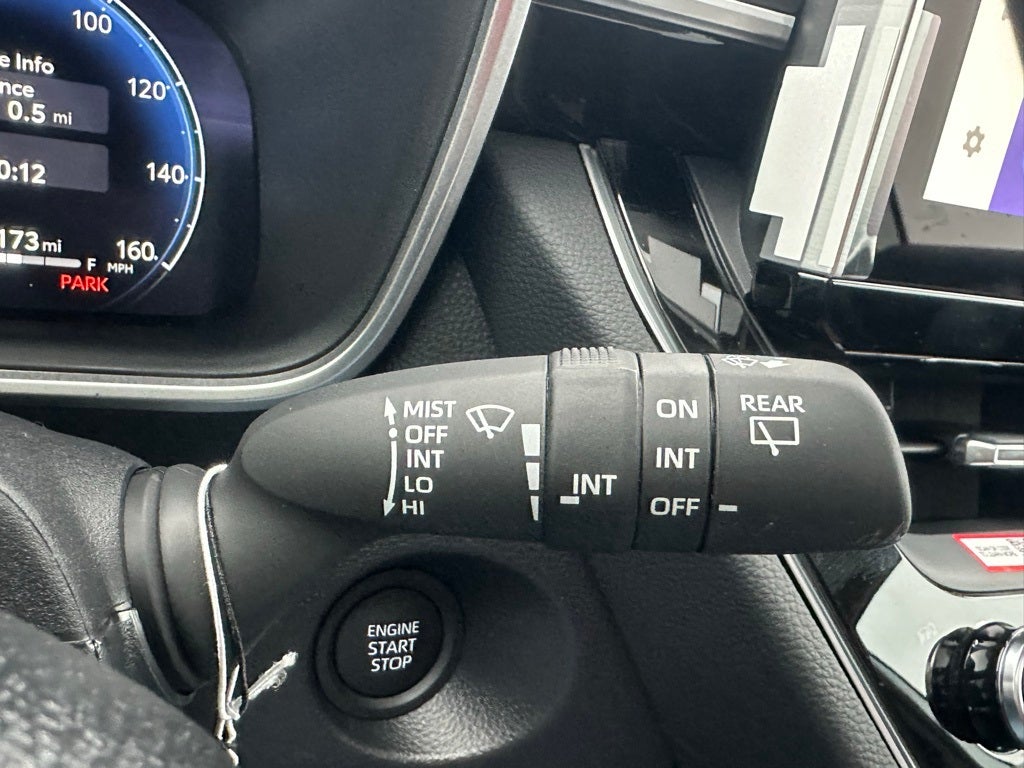 100
e Info
nce
0.5 mi
120
0:12
140
173 mi
160
F
MPH
PARK
MIST
OFF
INT
LO
HI
INT
ON
INT
OFF
REAR
ENGINE
START
STOP